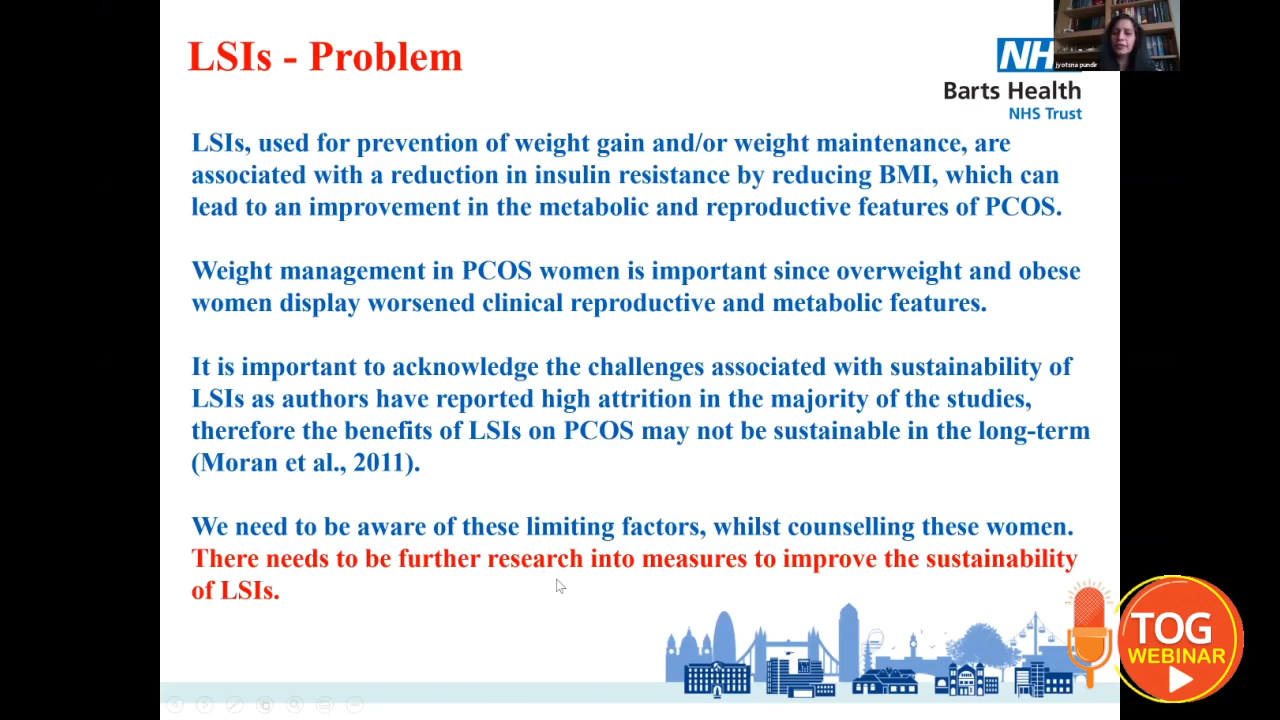 LSIs - Problem
NH
jyotsna pundir
Barts Health
NHS Trust
LSIs, used for prevention of weight gain and/or weight maintenance, are
associated with a reduction in insulin resistance by reducing BMI, which can
lead to an improvement in the metabolic and reproductive features of PCOS.
Weight management in PCOS women is important since overweight and obese
women display worsened clinical reproductive and metabolic features.
It is important to acknowledge the challenges associated with sustainability of
LSIs as authors have reported high attrition in the majority of the studies,
therefore the benefits of LSIs on PCOS may not be sustainable in the long-term
(Moran et al., 2011).
We need to be aware of these limiting factors, whilst counselling these women.
There needs to be further research into measures to improve the sustainability
of LSIs.
TOG
WEBINAR